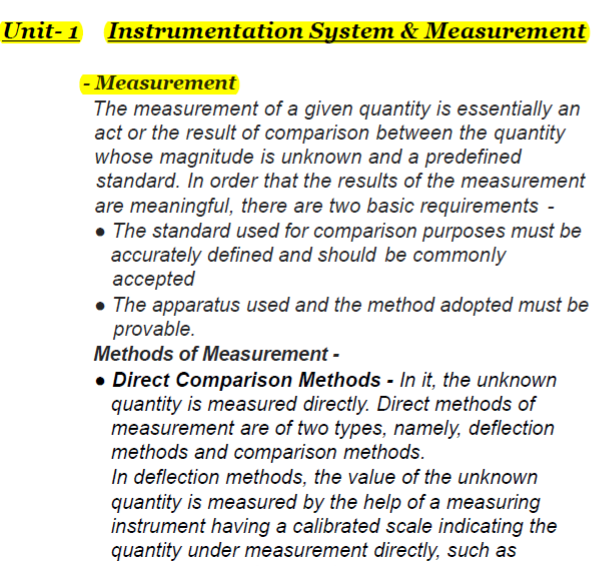 Unit- 1 Instrumentation System & Measurement
- Measurement
The measurement of a given quantity is essentially an
act or the result of comparison between the quantity
whose magnitude is unknown and a predefined
standard. In order that the results of the measurement
are meaningful, there are two basic requirements -
● The standard used for comparison purposes must be
accurately defined and should be commonly
accepted
● The apparatus used and the method adopted must be
provable.
Methods of Measurement -
● Direct Comparison Methods - In it, the unknown
quantity is measured directly. Direct methods of
measurement are of two types, namely, deflection
methods and comparison methods.
In deflection methods, the value of the unknown
quantity is measured by the help of a measuring
instrument having a calibrated scale indicating the
quantity under measurement directly, such as